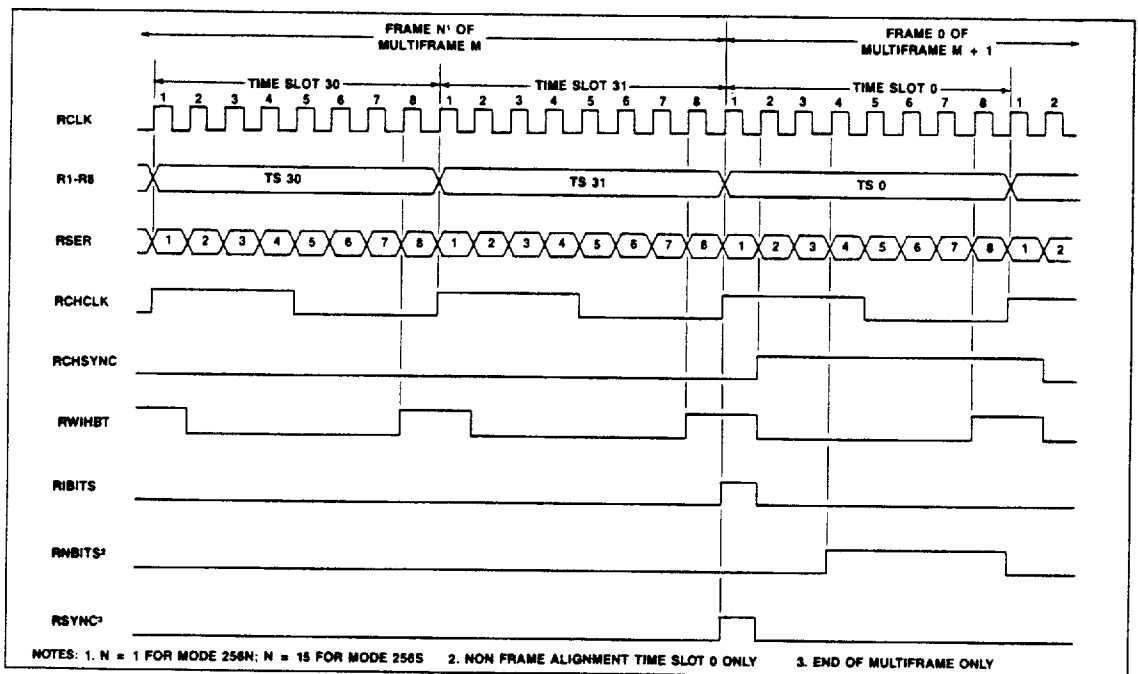 FRAME N¹ OF
MULTIFRAME M
FRAME 0 OF
MULTIFRAME M + 1
TIME SLOT 30
TIME SLOT 31
TIME SLOT 0
RCLK
1 2 3 4 5 6 7 8 1 2 3 4 5 6 7 8 1 2 3 4 5 6 7 8 1 2
R1-R8
TS 30
TS 31
TS 0
RSER
1 2 3 4 5 6 7 8 1 2 3 4 5 6 7 8 1 2 3 4 5 6 7 8 1 2
RCHCLK
RCHSYNC
RWIHBT
RIBITS
RNBITS²
RSYNC³
NOTES: 1. N = 1 FOR MODE 256N; N = 15 FOR MODE 256S 2. NON FRAME ALIGNMENT TIME SLOT 0 ONLY 3. END OF MULTIFRAME ONLY